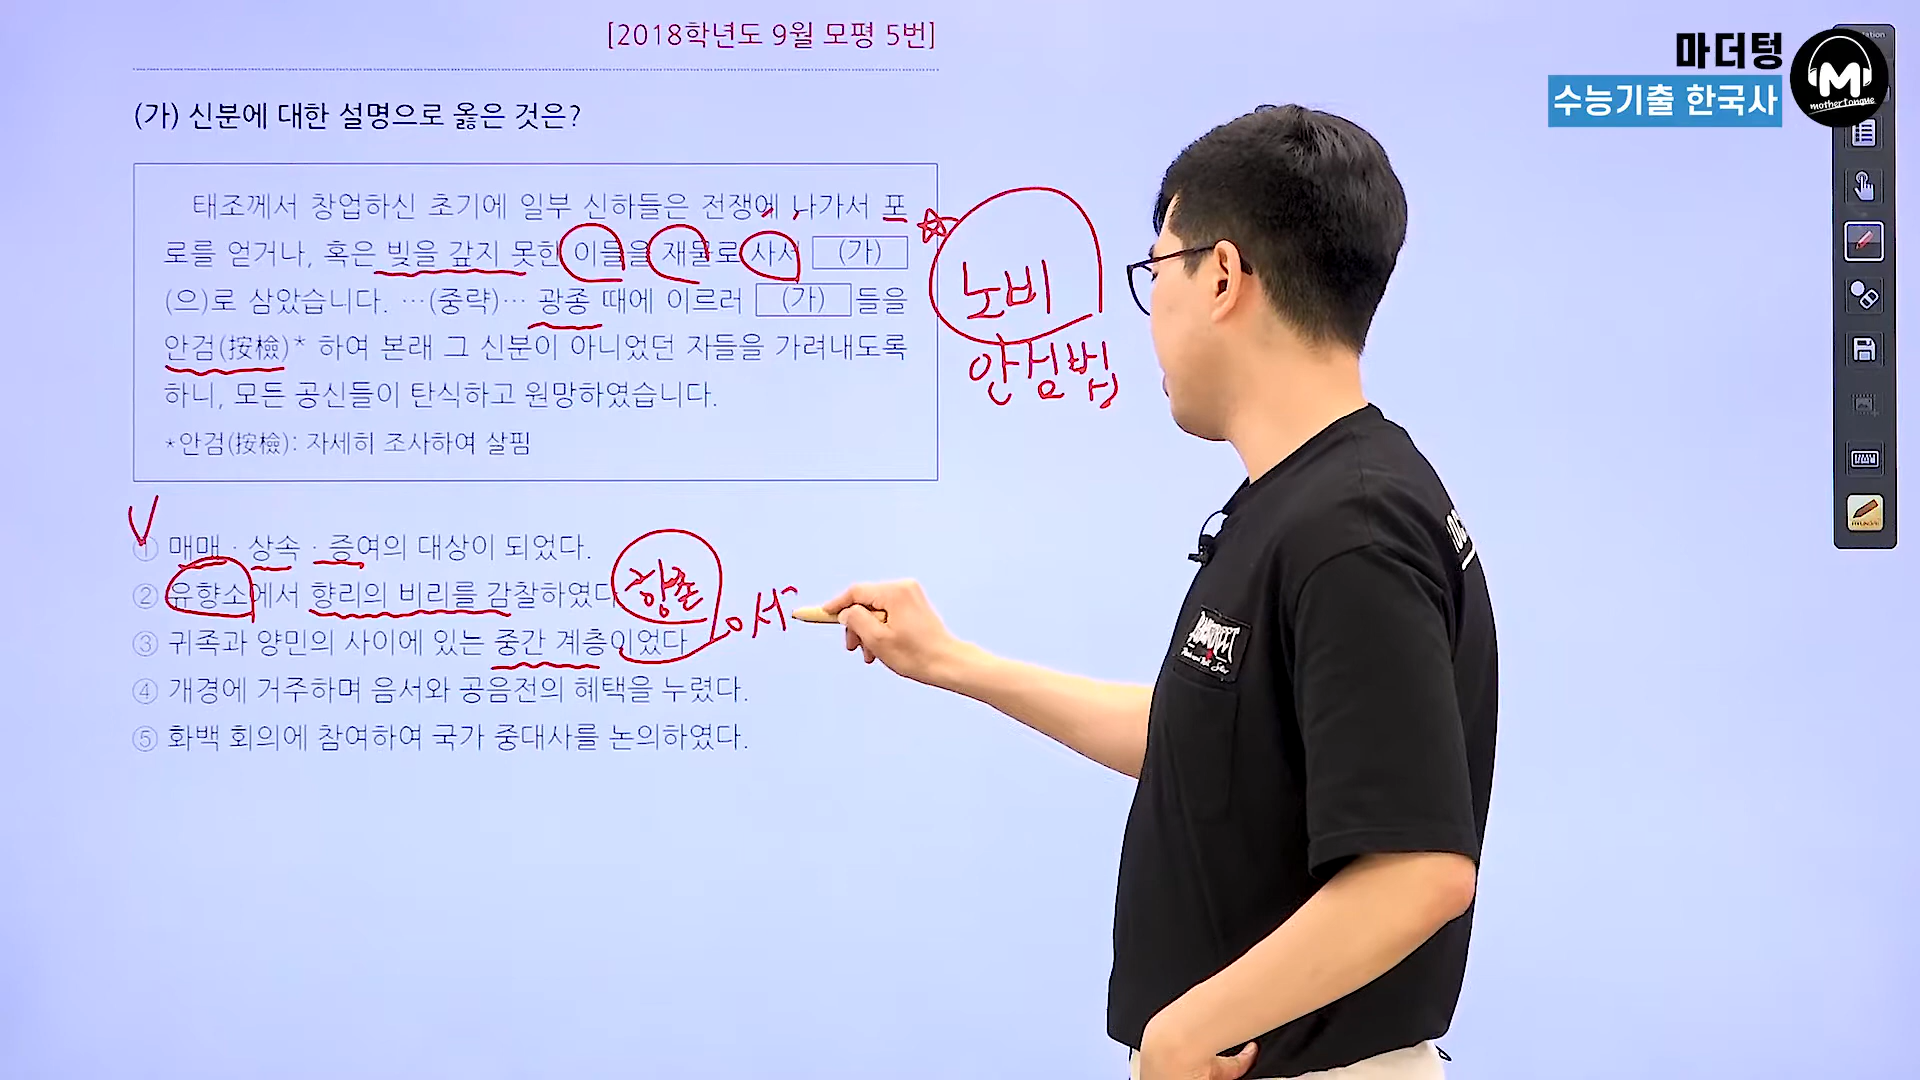 [2018학년도 9월 모평 5번]
마더텅
수능기출 한국사
M
mothertongue
(가) 신분에 대한 설명으로 옳은 것은?
태조께서 창업하신 초기에 일부 신하들은 전쟁에 나가서 포
로를 얻거나, 혹은 빚을 갚지 못한 이들을 재물로 사서 (가)
(으)로 삼았습니다. …(중략)… 광종 때에 이르러 (가) 들을
안검(按檢)* 하여 본래 그 신분이 아니었던 자들을 가려내도록
하니, 모든 공신들이 탄식하고 원망하였습니다.
*안검(按檢): 자세히 조사하여 살핌
노비
안검법
① 매매·상속·증여의 대상이 되었다.
② 유향소에서 향리의 비리를 감찰하였다
향촌
③ 귀족과 양민의 사이에 있는 중간 계층이었다
④ 개경에 거주하며 음서와 공음전의 혜택을 누렸다.
⑤ 화백 회의에 참여하여 국가 중대사를 논의하였다.